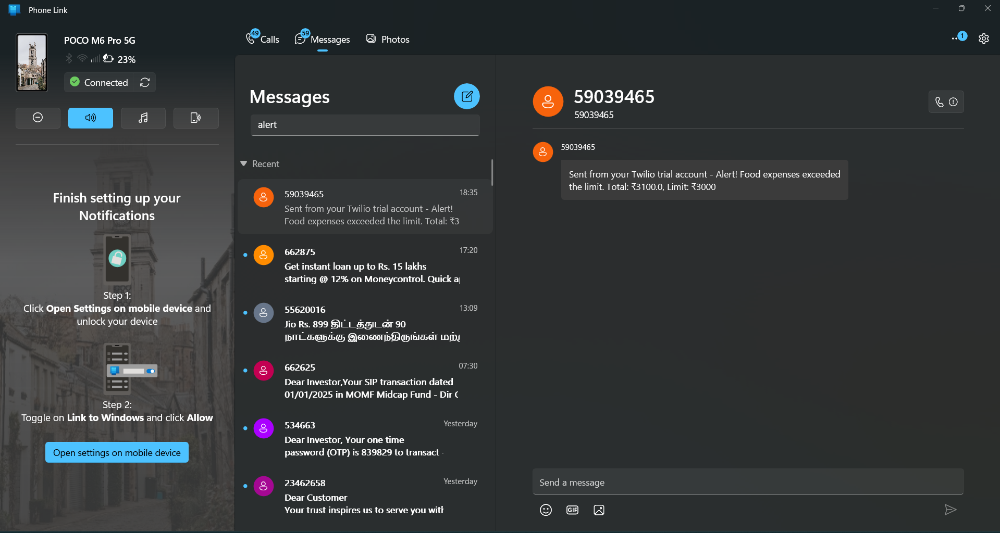 Phone Link
POCO M6 Pro 5G
23%
Connected
Finish setting up your
Notifications
Step 1:
Click Open Settings on mobile device and
unlock your device
Step 2:
Toggle on Link to Windows and click Allow
Open settings on mobile device
49
Calls
59
Messages
Photos
1
Messages
alert
Recent
59039465
18:35
Sent from your Twilio trial account - Alert!
Food expenses exceeded the limit. Total: ₹3
662875
17:20
Get instant loan up to Rs. 15 lakhs
starting @ 12% on Moneycontrol. Quick
55620016
13:09
Jio Rs. 899 திட்டத்துடன் 90
நாட்களுக்கு இணைந்திருங்கள்
662625
07:30
Dear Investor,Your SIP transaction dated
01/01/2025 in MOMF Midcap Fund - Dir
534663
Yesterday
Dear Investor, Your one time
password (OTP) is 839829 to transact -
23462658
Yesterday
Dear Customer
Your trust inspires us to serve you with
59039465
59039465
59039465
Sent from your Twilio trial account - Alert! Food expenses exceeded
the limit. Total: ₹3100.0, Limit: ₹3000
Send a message
GIF